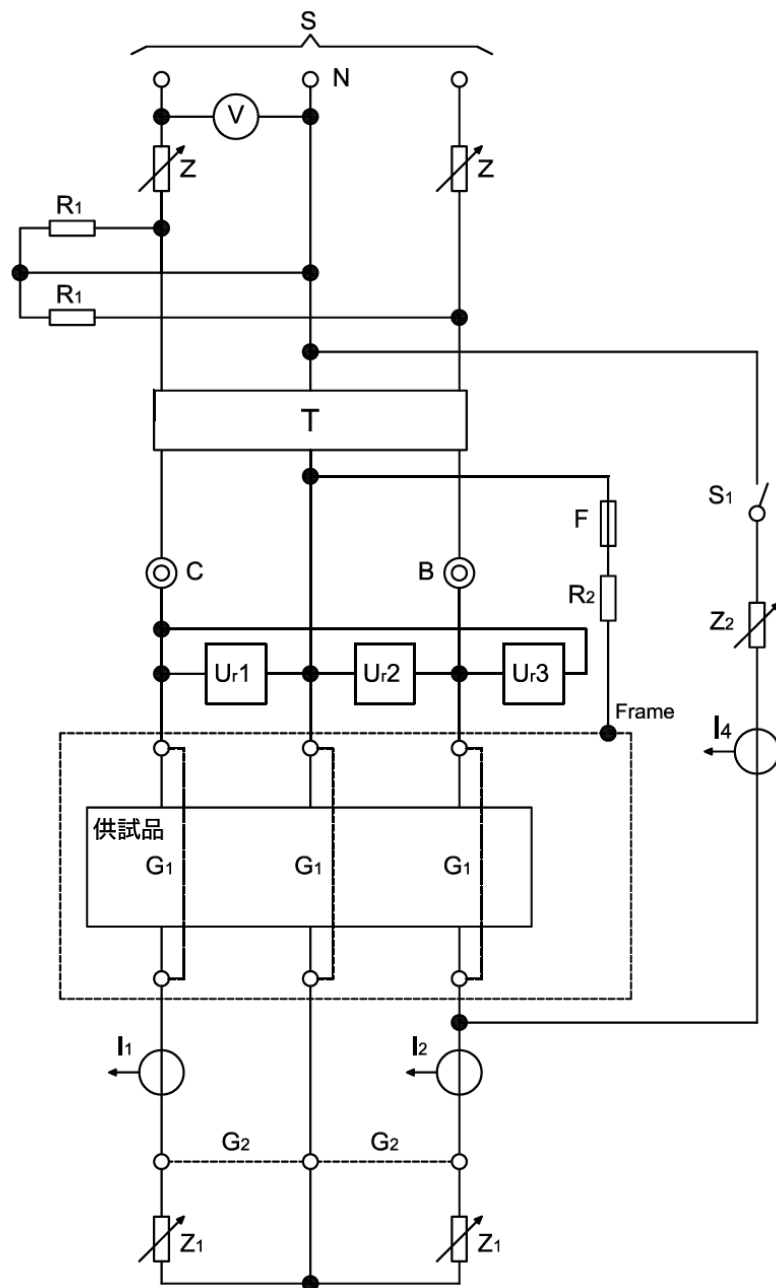 S
N
V
Z Z
R1
R1
T
S1
F
C B
R2
Z2
Ur1 Ur2 Ur3
Frame
I4
供試品
G1 G1 G1
I1 I2
G2 G2
Z1 Z1